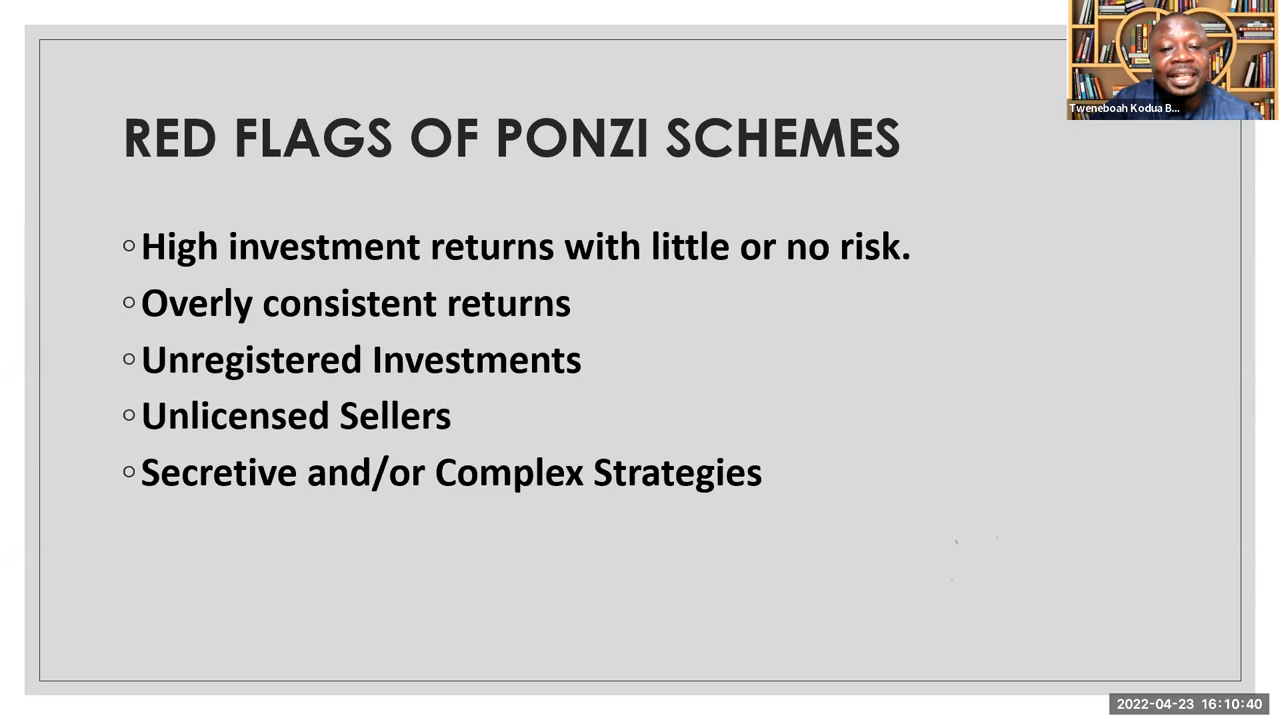 Tweneboah Kodua B...
RED FLAGS OF PONZI SCHEMES
High investment returns with little or no risk.
Overly consistent returns
Unregistered Investments
Unlicensed Sellers
Secretive and/or Complex Strategies
2022-04-23 16:10:40